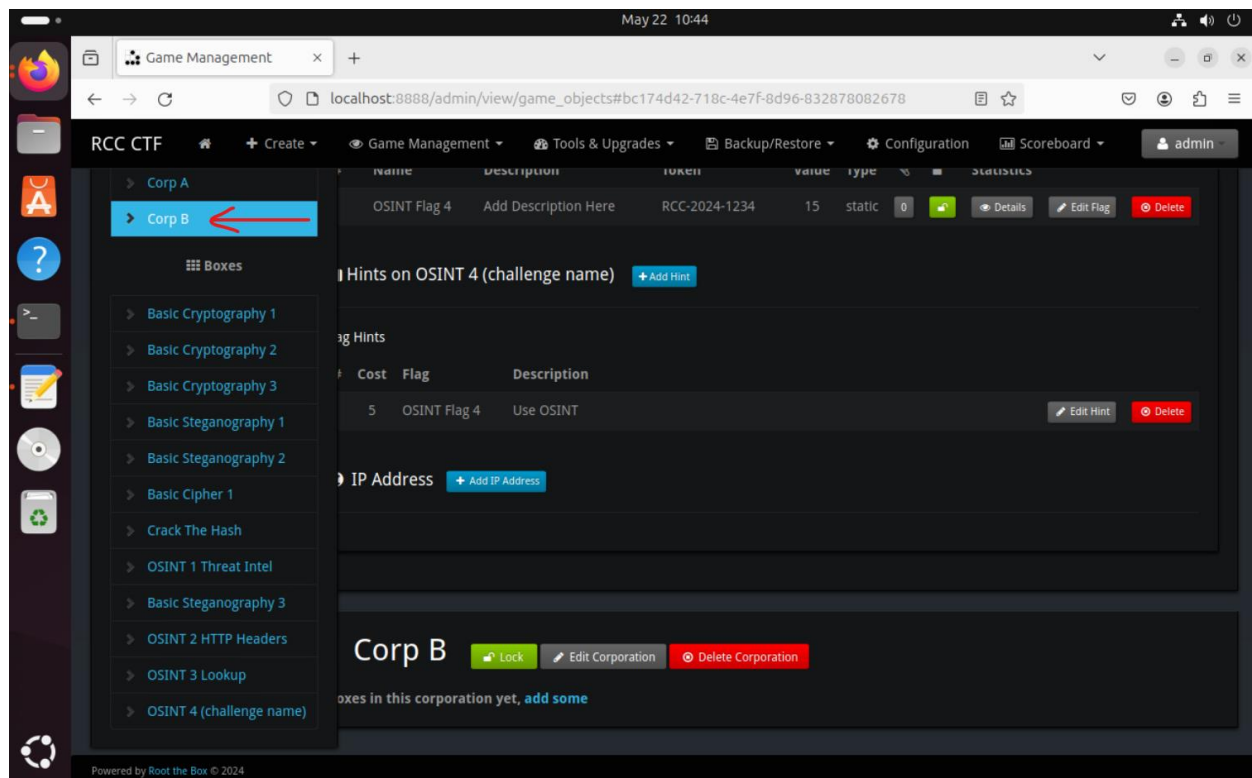 May 22 10:44
Game Management
localhost:8888/admin/view/game_objects#bc174d42-718c-4e7f-8d96-832878082678
RCC CTF Create Game Management Tools & Upgrades Backup/Restore Configuration Scoreboard admin
Name Description Token Value Type Statistics
Corp A
OSINT Flag 4 Add Description Here RCC-2024-1234 15 static 0 Details Edit Flag Delete
Corp B
Boxes
Hints on OSINT 4 (challenge name) + Add Hint
Basic Cryptography 1
ag Hints
Basic Cryptography 2
Cost Flag Description
Basic Cryptography 3
5 OSINT Flag 4 Use OSINT Edit Hint Delete
Basic Steganography 1
Basic Steganography 2
IP Address + Add IP Address
Basic Cipher 1
Crack The Hash
OSINT 1 Threat Intel
Basic Steganography 3
OSINT 2 HTTP Headers
Corp B Lock Edit Corporation Delete Corporation
OSINT 3 Lookup
oxes in this corporation yet, add some
OSINT 4 (challenge name)
Powered by Root the Box © 2024